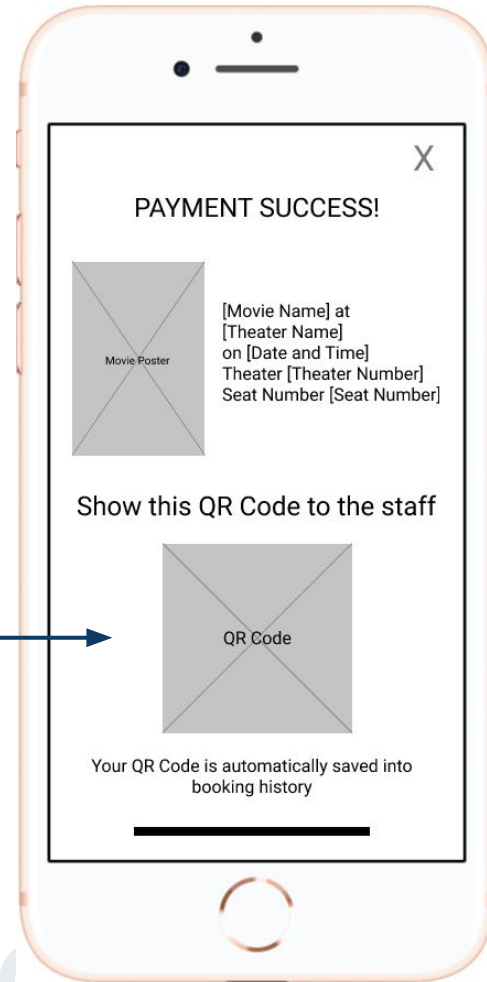 X
PAYMENT SUCCESS!
Movie Poster
[Movie Name] at
[Theater Name]
on [Date and Time]
Theater [Theater Number]
Seat Number [Seat Number]
Show this QR Code to the staff
QR Code
Your QR Code is automatically saved into
booking history